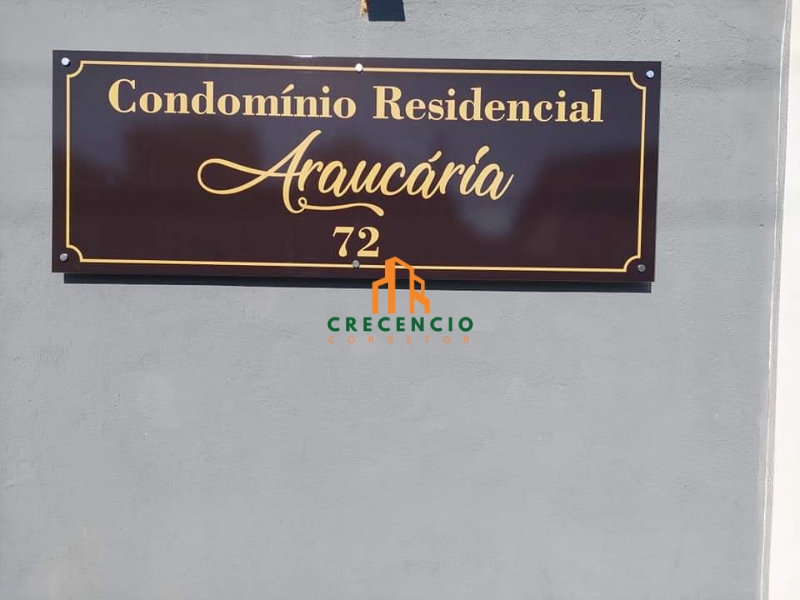 Condomínio Residencial
Araucária
72
CRECENCIO
CORRETOR